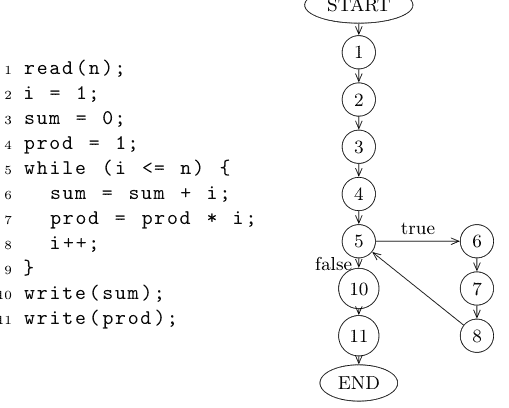 1 read(n);
2 i = 1;
3 sum = 0;
4 prod = 1;
5 while (i <= n) {
6 sum = sum + i;
7 prod = prod * i;
8 i++;
9 }
10 write(sum);
11 write(prod);
START
1
2
3
4
5 true 6
false
10 7
11 8
END